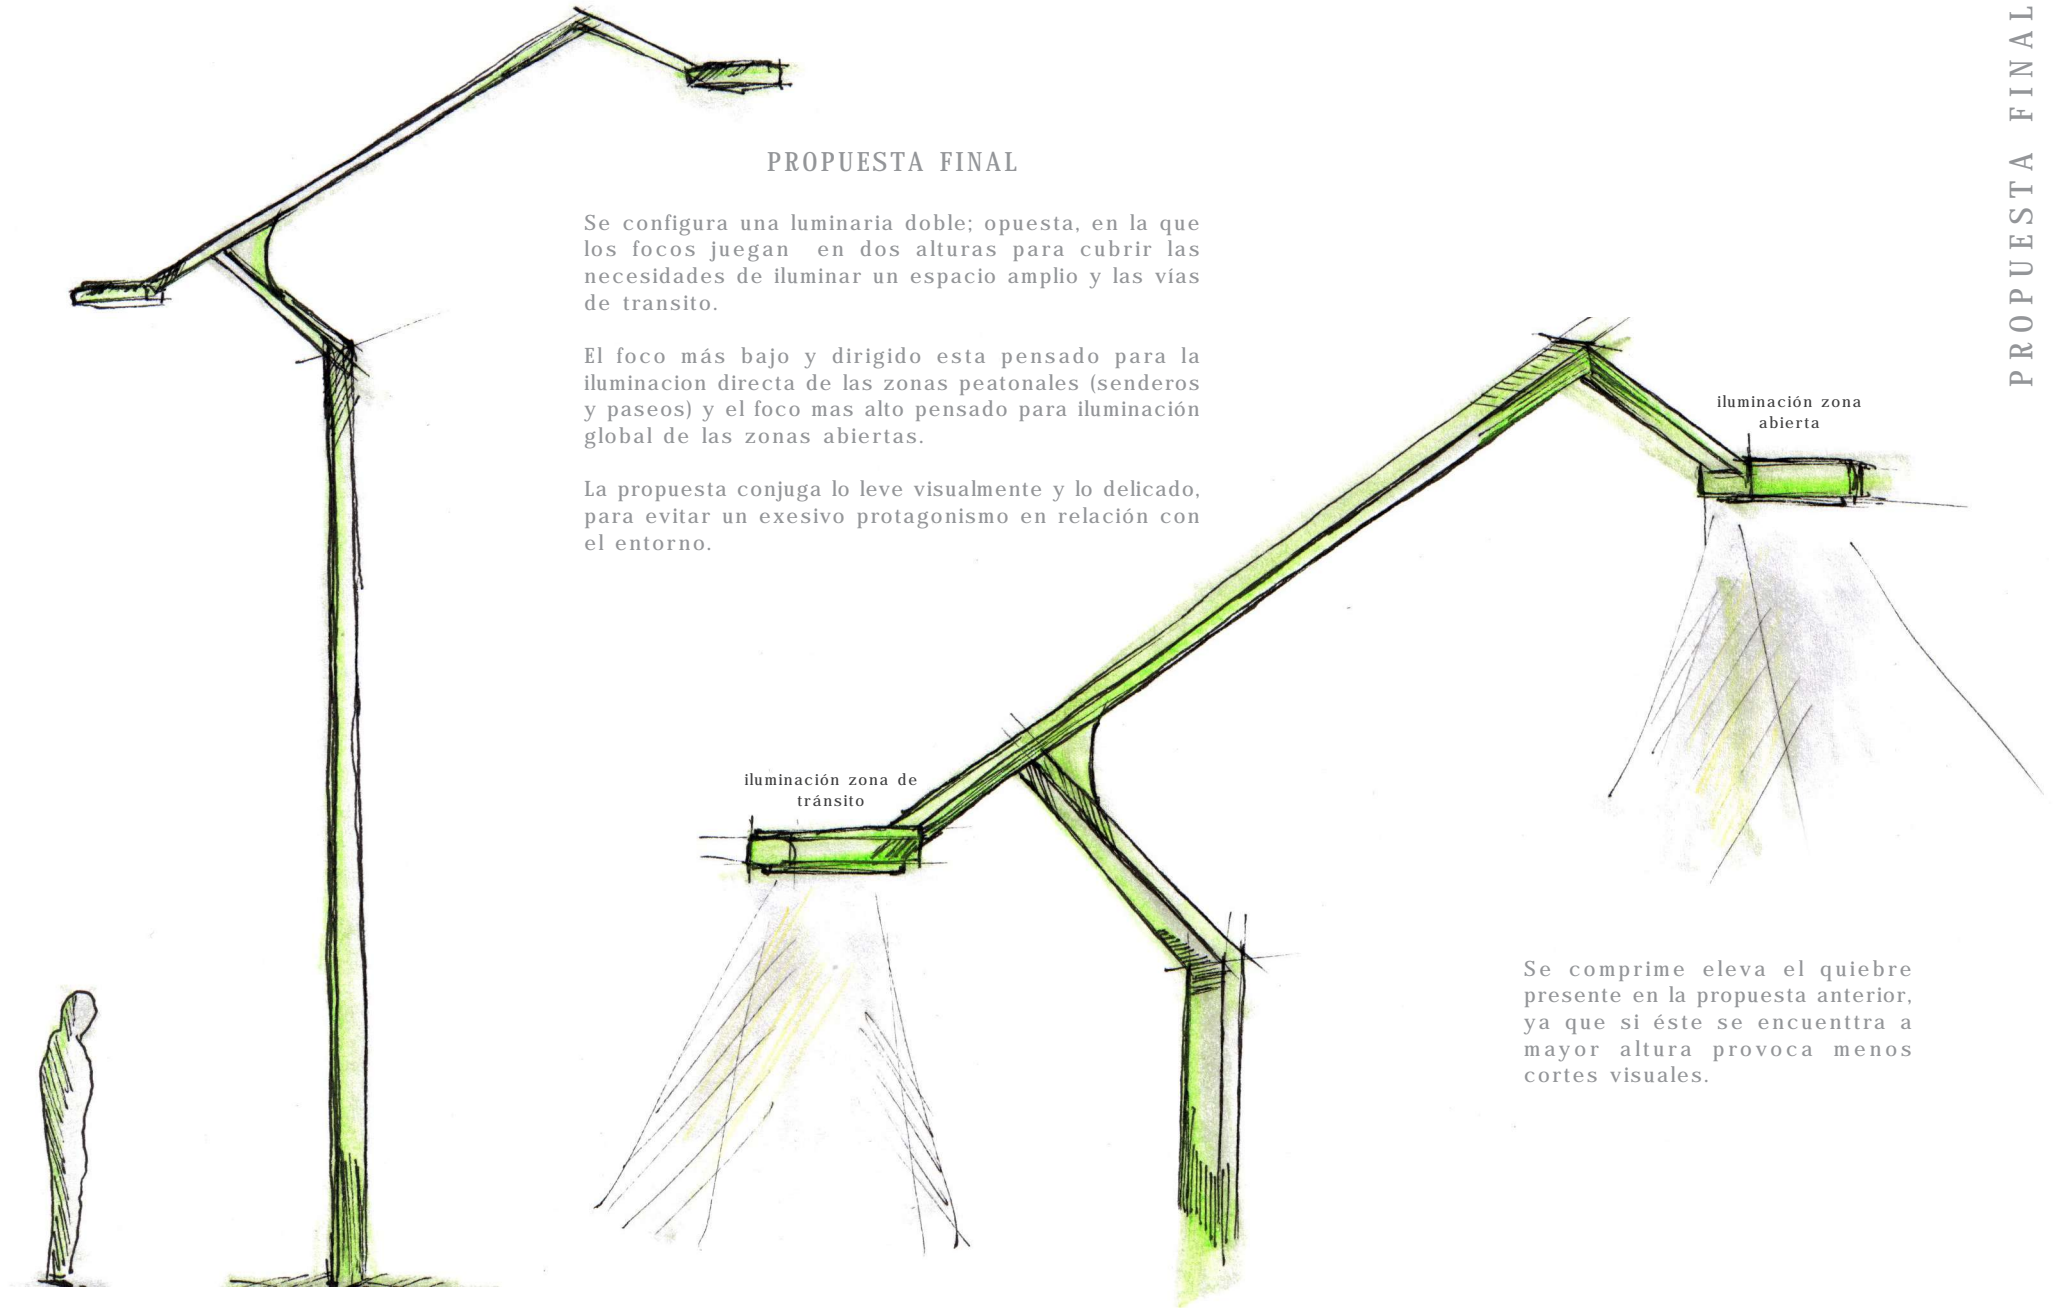 PROPUESTA FINAL
PROPUESTA FINAL
Se configura una luminaria doble; opuesta, en la que
los focos juegan en dos alturas para cubrir las
necesidades de iluminar un espacio amplio y las vías
de transito.
El foco más bajo y dirigido esta pensado para la
iluminacion directa de las zonas peatonales (senderos
y paseos) y el foco mas alto pensado para iluminación
global de las zonas abiertas.
La propuesta conjuga lo leve visualmente y lo delicado,
para evitar un exesivo protagonismo en relación con
el entorno.
iluminación zona
abierta
iluminación zona de
tránsito
Se comprime eleva el quiebre
presente en la propuesta anterior,
ya que si éste se encuenttra a
mayor altura provoca menos
cortes visuales.